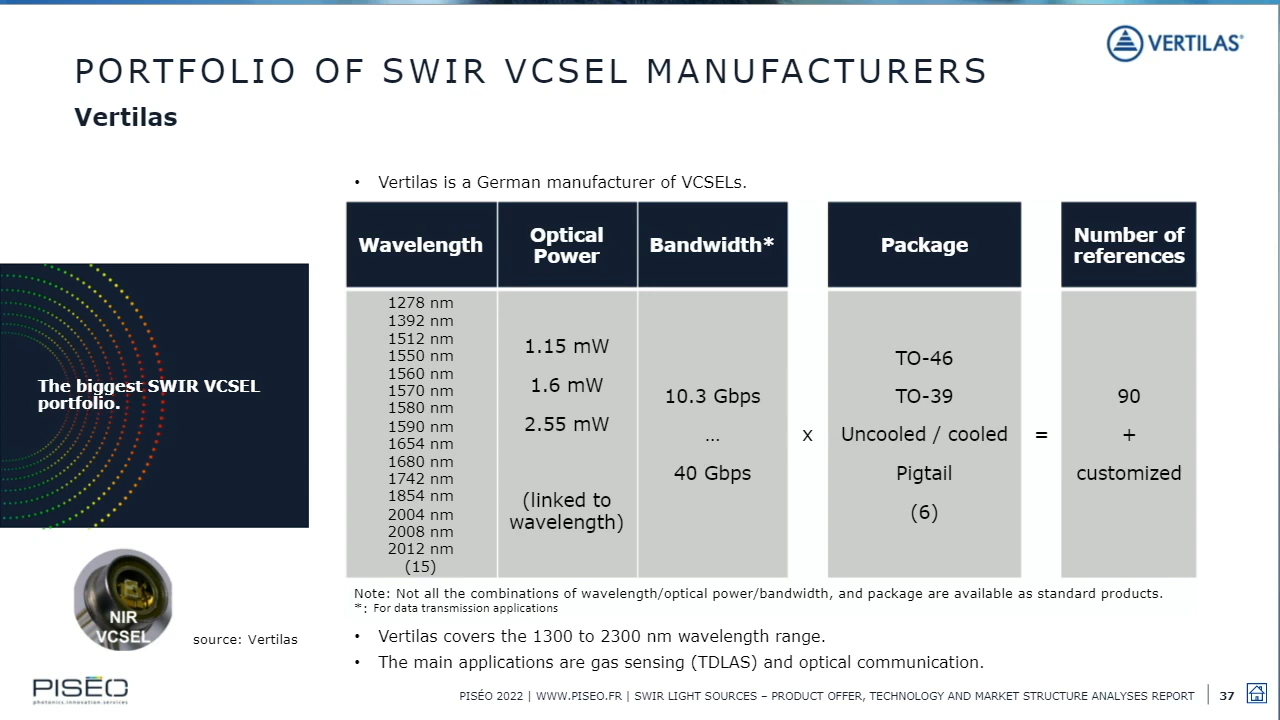 VERTILAS®
PORTFOLIO OF SWIR VCSEL MANUFACTURERS
Vertilas
• Vertilas is a German manufacturer of VCSELs.
Wavelength
Optical
Power
Bandwidth*
Package
Number of
references
1278 nm
1392 nm
1512 nm
1550 nm
1560 nm
1570 nm
1580 nm
1590 nm
1654 nm
1680 nm
1742 nm
1854 nm
2004 nm
2008 nm
2012 nm
(15)
1.15 mW
1.6 mW
2.55 mW
(linked to
wavelength)
10.3 Gbps
...
40 Gbps
x
TO-46
TO-39
Uncooled / cooled
Pigtail
(6)
=
90
+
customized
The biggest SWIR VCSEL
portfolio.
Note: Not all the combinations of wavelength/optical power/bandwidth, and package are available as standard products.
*: For data transmission applications
NIR
VCSEL
source: Vertilas
• Vertilas covers the 1300 to 2300 nm wavelength range.
• The main applications are gas sensing (TDLAS) and optical communication.
PISEO
photonics.innovation.services
PISÉO 2022 | WWW.PISEO.FR | SWIR LIGHT SOURCES – PRODUCT OFFER, TECHNOLOGY AND MARKET STRUCTURE ANALYSES REPORT
37